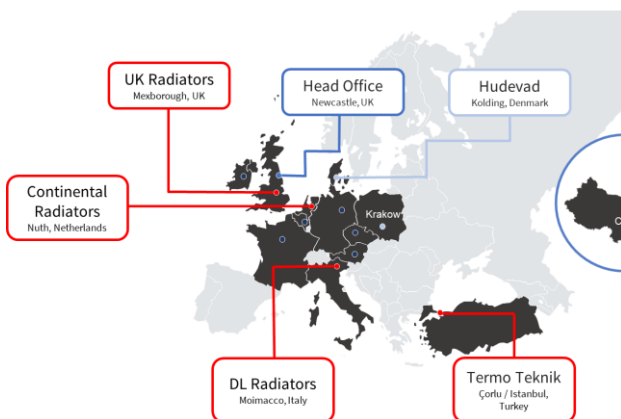 UK Radiators
Mexborough, UK
Head Office
Newcastle, UK
Hudevad
Kolding, Denmark
Continental
Radiators
Nuth, Netherlands
Krakow
DL Radiators
Moimacco, Italy
Termo Teknik
Çorlu / Istanbul,
Turkey